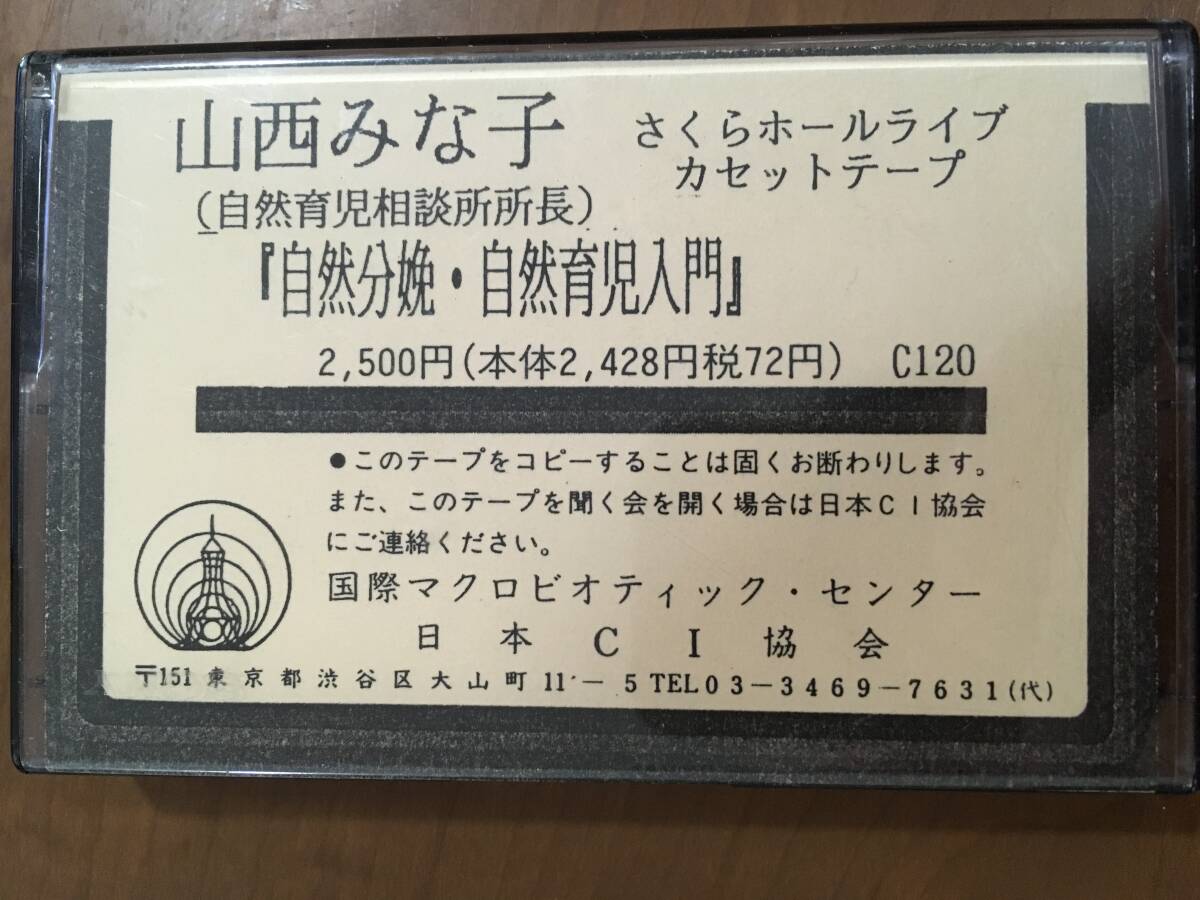 山西みな子
さくらホールライブ
カセットテープ
(自然育児相談所所長)
『自然分娩・自然育児入門』
2,500円(本体2,428円税72円) C120
●このテープをコピーすることは固くお断わりします。
また、このテープを聞く会を開く場合は日本CI協会
にご連絡ください。
国際マクロビオティック・センター
日本CI協会
〒151 東京都渋谷区大山町11-5 TEL03-3469-7631(代)